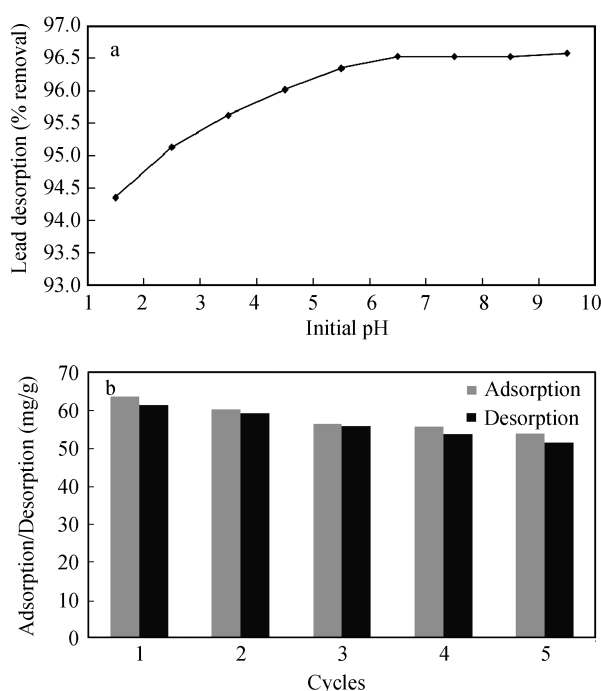 a
Lead desorption (% removal)
97.0
96.5
96.0
95.5
95.0
94.5
94.0
93.5
93.0
1 2 3 4 5 6 7 8 9 10
Initial pH
b
Adsorption/Desorption (mg/g)
70
60
50
40
30
20
10
0
Adsorption
Desorption
1 2 3 4 5
Cycles